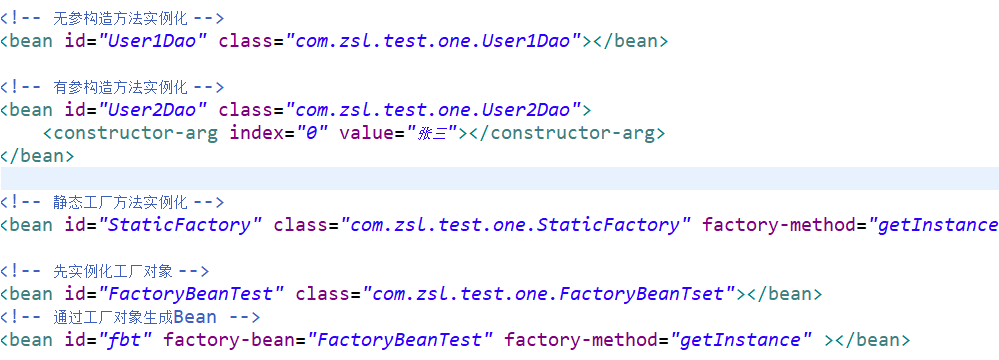 <!-- 无参构造方法实例化 -->
<bean id="User1Dao" class="com.zsl.test.one.User1Dao"></bean>
<!-- 有参构造方法实例化 -->
<bean id="User2Dao" class="com.zsl.test.one.User2Dao">
<constructor-arg index="0" value="张三"></constructor-arg>
</bean>
<!-- 静态工厂方法实例化 -->
<bean id="StaticFactory" class="com.zsl.test.one.StaticFactory" factory-method="getInstance
<!-- 先实例化工厂对象 -->
<bean id="FactoryBeanTest" class="com.zsl.test.one.FactoryBeanTset"></bean>
<!-- 通过工厂对象生成Bean -->
<bean id="fbt" factory-bean="FactoryBeanTest" factory-method="getInstance" ></bean>